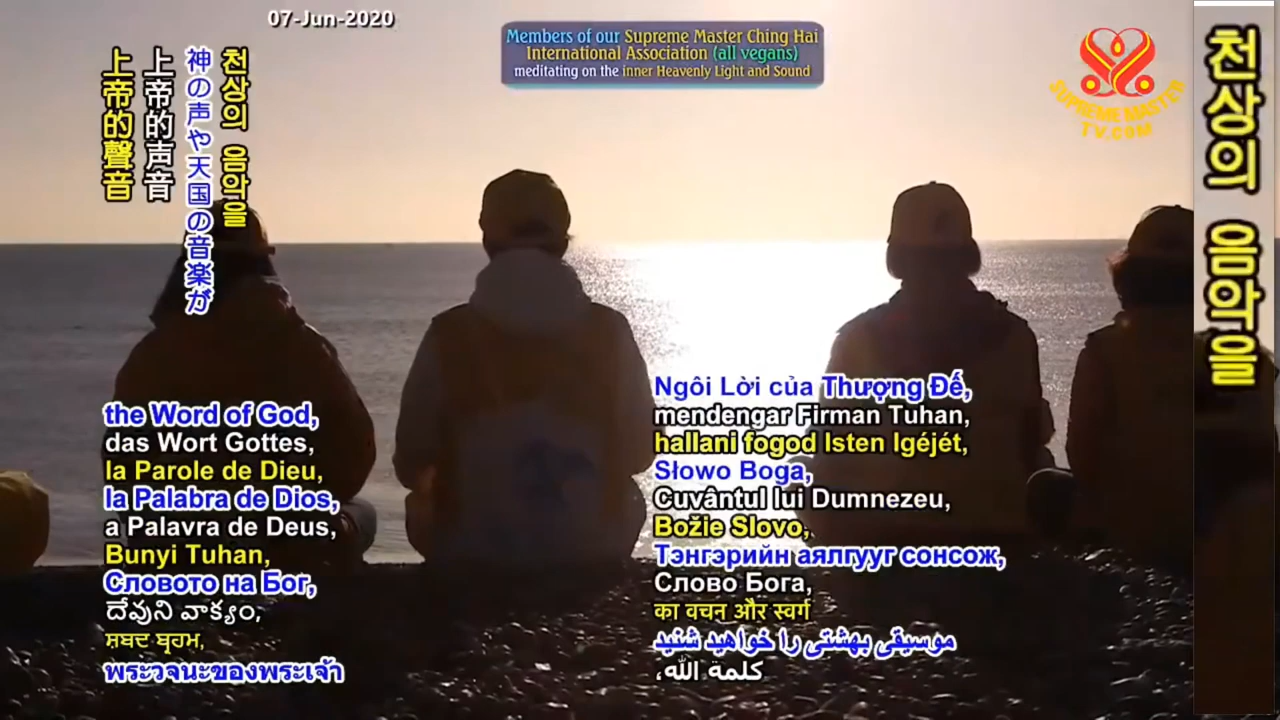 07-Jun-2020
Members of our Supreme Master Ching Hai
International Association (all vegans)
meditating on the inner Heavenly Light and Sound
SUPREME MASTER
TV.COM
천상의 음악을
천상의 음악을
神の声や天国の音楽が
上帝的声音
上帝的聲音
the Word of God,
das Wort Gottes,
la Parole de Dieu,
la Palabra de Dios,
a Palavra de Deus,
Bunyi Tuhan,
Словото на Бог,
దేవుని వాక్యం,
ਸ਼ਬਦ ਬ੍ਰਹਮ,
พระวจนะของพระเจ้า
Ngôi Lời của Thượng Đế,
mendengar Firman Tuhan,
hallani fogod Isten Igéjét,
Słowo Boga,
Cuvântul lui Dumnezeu,
Božie Slovo,
Тэнгэрийн аялгууг сонсож,
Слово Бога,
का वचन और स्वर्ग
موسیقی بهشتی را خواهید شنید
كلمة الله،